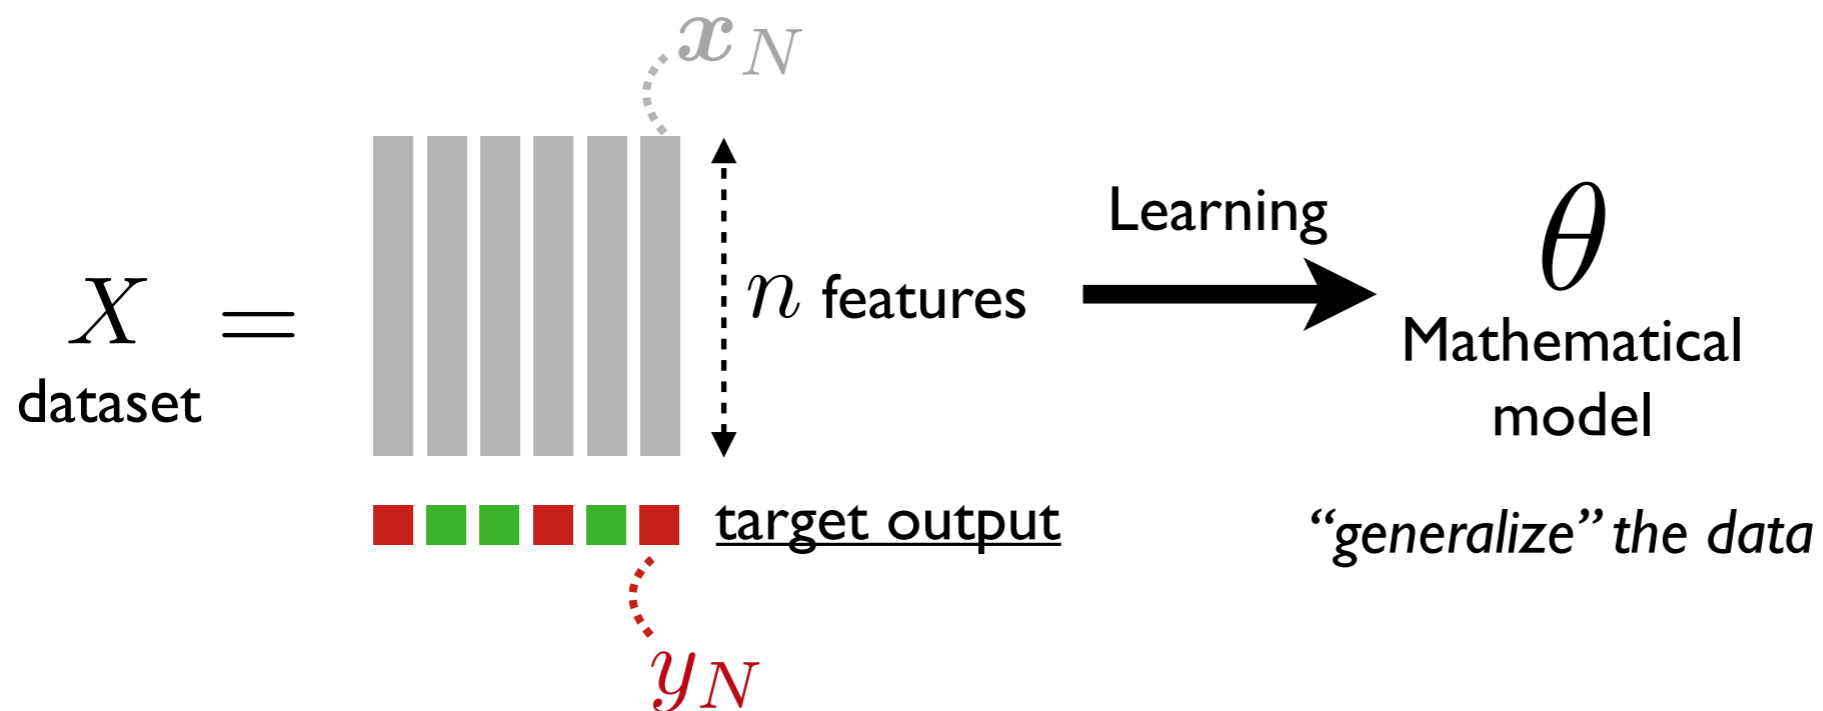 x_N
Learning
θ
X =
n features
Mathematical
dataset
model
target output
“generalize” the data
y_N